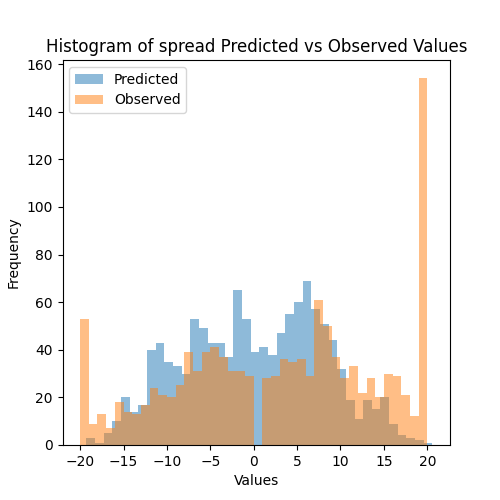 Histogram of spread Predicted vs Observed Values
Predicted
Observed
160
140
120
100
80
60
40
20
0
Frequency
−20 −15 −10 −5 0 5 10 15 20
Values